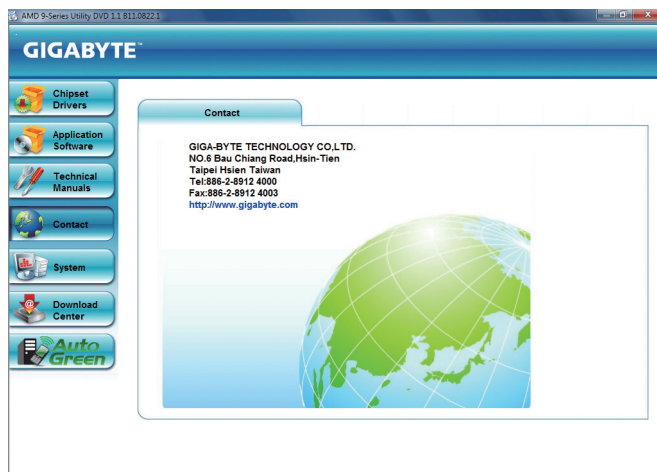 AMD 9-Series Utility DVD 1.1 B11.0822.1
GIGABYTE™
Chipset
Drivers
Application
Software
Technical
Manuals
Contact
System
Download
Center
Auto
Green
Contact
GIGA-BYTE TECHNOLOGY CO,LTD.
NO.6 Bau Chiang Road,Hsin-Tien
Taipei Hsien Taiwan
Tel:886-2-8912 4000
Fax:886-2-8912 4003
http://www.gigabyte.com